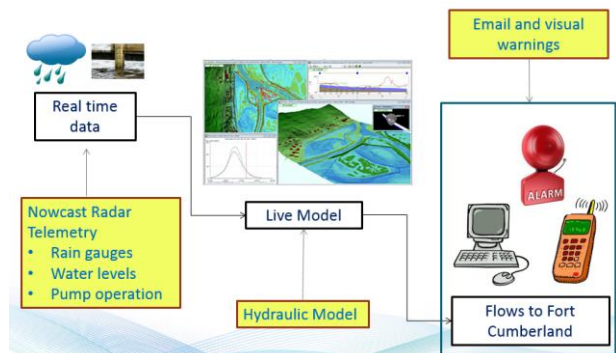 Email and visual
warnings
Real time
data
ALARM
Nowcast Radar
Telemetry
• Rain gauges
• Water levels
• Pump operation
Live Model
Hydraulic Model
Flows to Fort
Cumberland